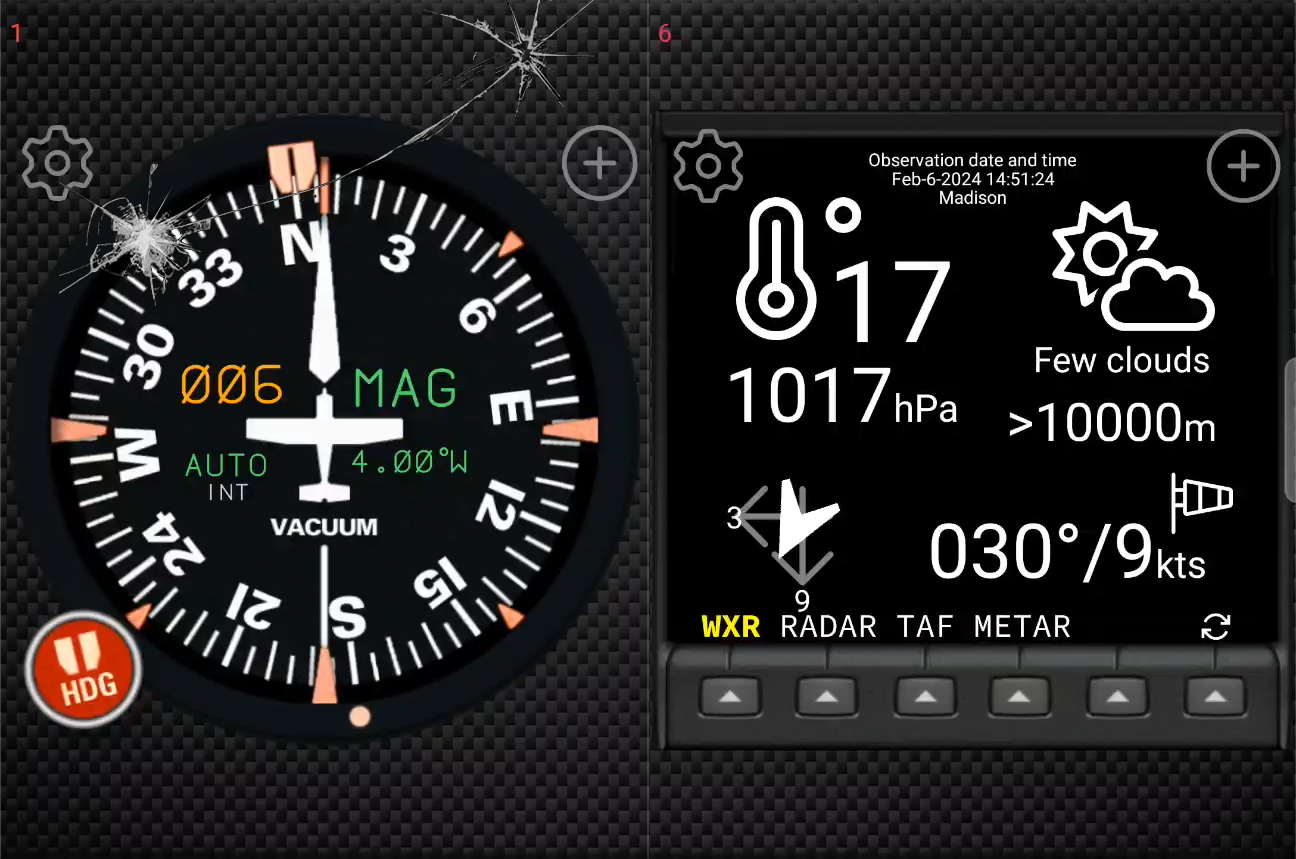 1
N
3
6
E
12
15
S
21
24
W
30
33
006
MAG
AUTO
INT
4.00°W
VACUUM
HDG
6
Observation date and time
Feb-6-2024 14:51:24
Madison
°17
Few clouds
1017hPa
>10000m
3
9
030°/9kts
WXR RADAR TAF METAR